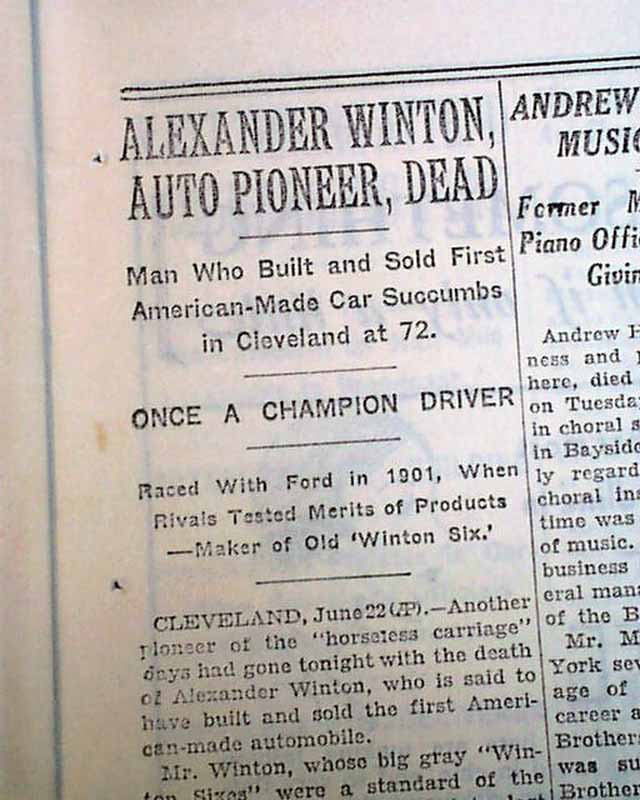 ALEXANDER WINTON,
AUTO PIONEER, DEAD
Man Who Built and Sold First
American-Made Car Succumbs
in Cleveland at 72.
ONCE A CHAMPION DRIVER
Raced With Ford in 1901, When
Rivals Tested Merits of Products
—Maker of Old 'Winton Six.'
CLEVELAND, June 22 (AP).—Another
pioneer of the "horseless carriage"
days had gone tonight with the death
of Alexander Winton, who is said to
have built and sold the first Ameri-
can-made automobile.
Mr. Winton, whose big gray "Win-
ton Sixes" were a standard of the
ANDREW
MUSIC
Former M
Piano Offi
Givin
Andrew H
ness and
here, died
on Tuesday
in choral s
in Bayside
ly regard
choral ins
time was
of music.
business
eral mana
of the B
Mr. M
York sev
age of
career a
Brothers
was su
Brothe